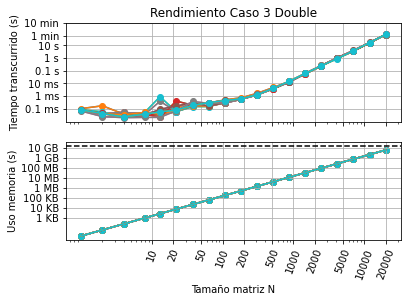 Rendimiento Caso 3 Double
Tiempo transcurrido (s)
10 min
1 min
10 s
1 s
0.1 s
10 ms
1 ms
0.1 ms
Uso memoria (s)
10 GB
1 GB
100 MB
10 MB
1 MB
100 KB
10 KB
1 KB
10
20
50
100
200
500
1000
2000
5000
10000
20000
Tamaño matriz N